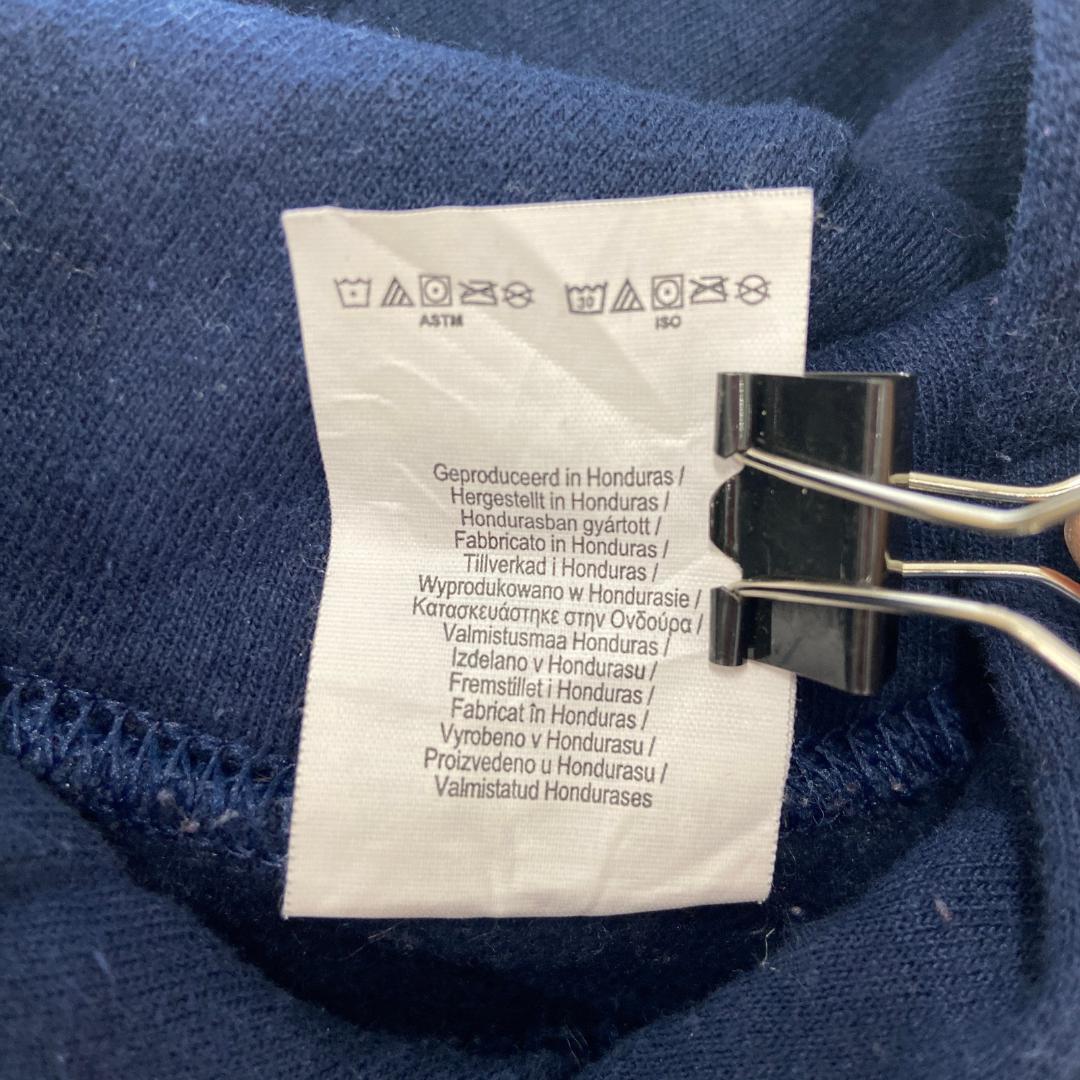 30
ASTM ISO
Geproduceerd in Honduras /
Hergestellt in Honduras /
Hondurasban gyártott /
Fabbricato in Honduras /
Tillverkad i Honduras /
Wyprodukowano w Hondurasie /
Κατασκευάστηκε στην Ονδούρα /
Valmistusmaa Honduras /
Izdelano v Hondurasu /
Fremstillet i Honduras /
Fabricat în Honduras /
Vyrobeno v Hondurasu /
Proizvedeno u Hondurasu /
Valmistatud Hondurases